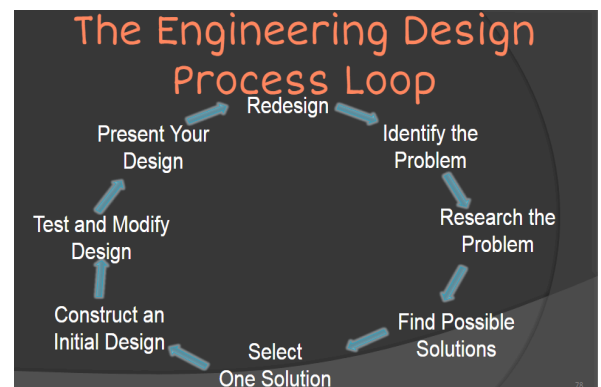 The Engineering Design
Process Loop
Redesign
Identify the
Problem
Research the
Problem
Find Possible
Solutions
Select
One Solution
Construct an
Initial Design
Test and Modify
Design
Present Your
Design
78